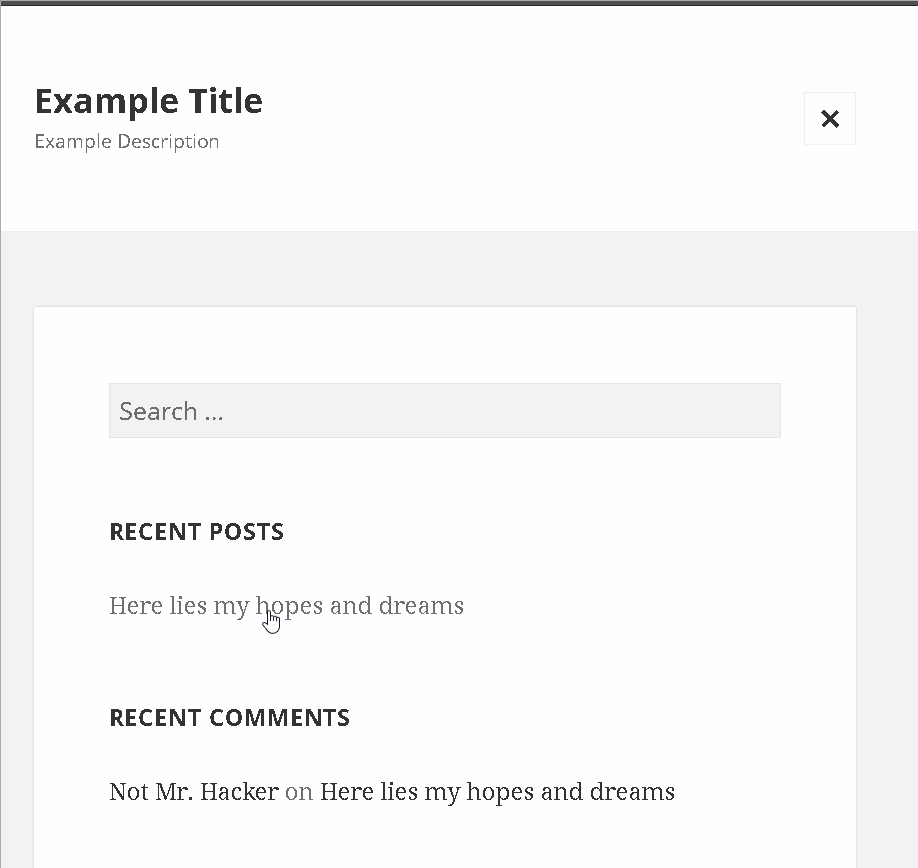 Example Title
Example Description
Search ...
RECENT POSTS
Here lies my hopes and dreams
RECENT COMMENTS
Not Mr. Hacker on Here lies my hopes and dreams